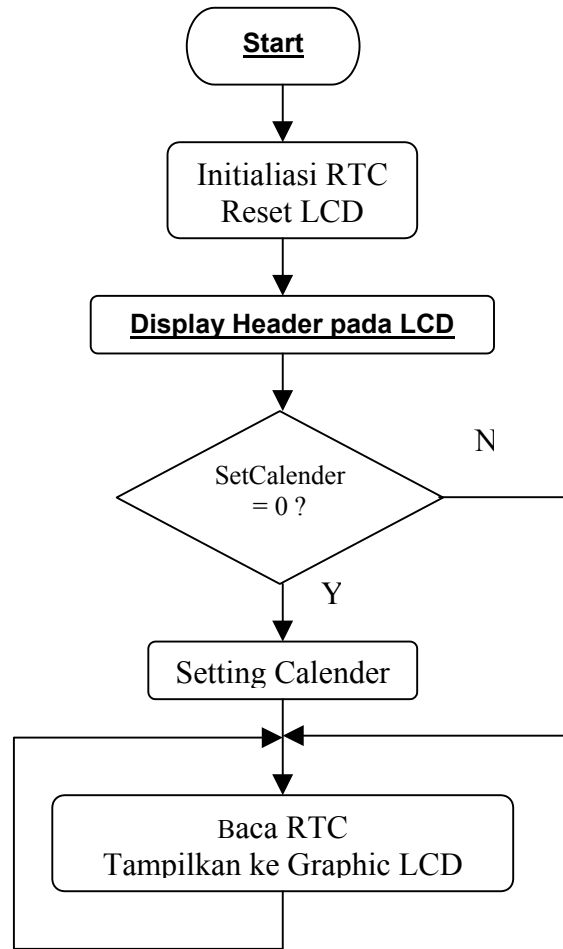 Start
Initialiasi RTC
Reset LCD
Display Header pada LCD
N
SetCalender
= 0 ?
Y
Setting Calender
Baca RTC
Tampilkan ke Graphic LCD